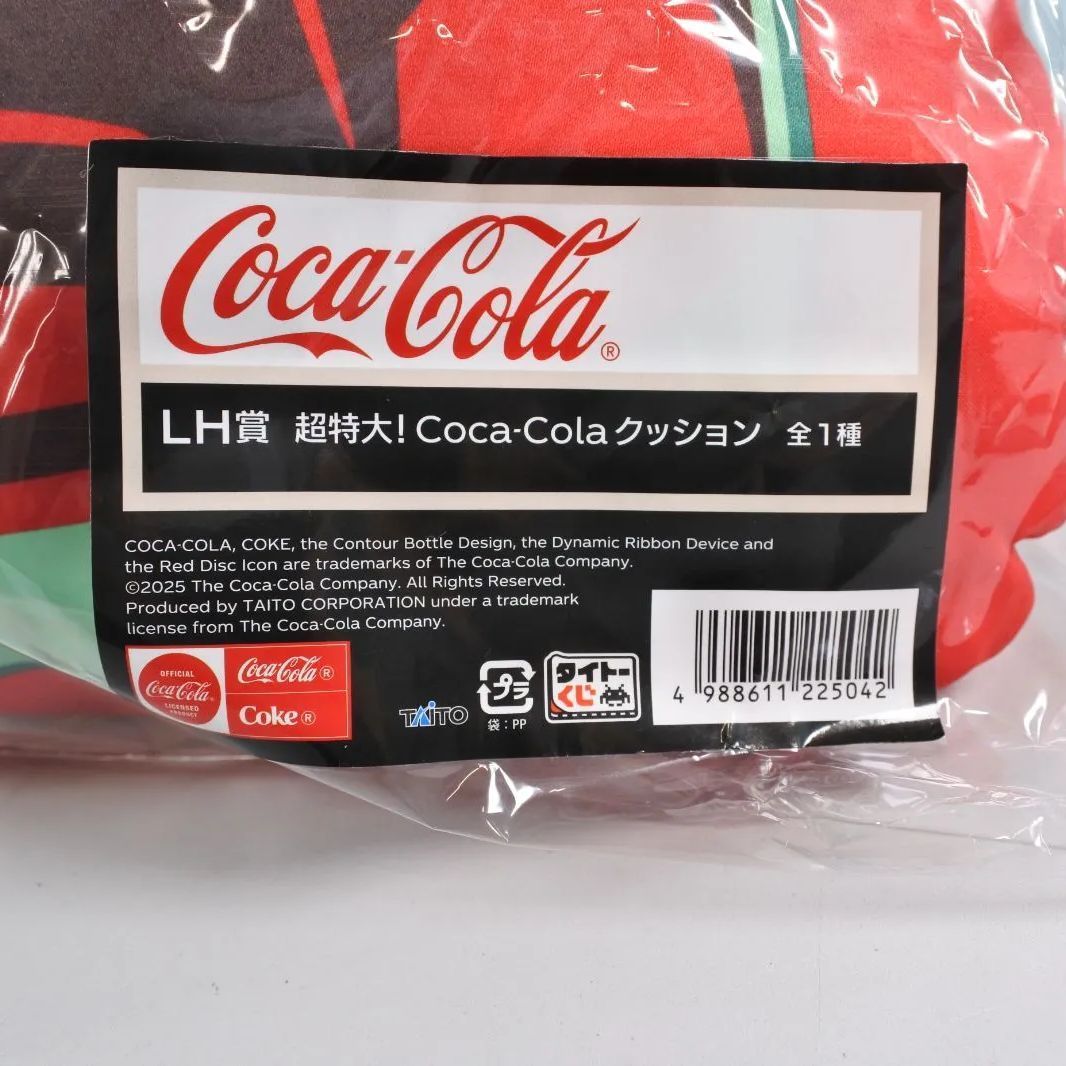 Coca-Cola®
LH賞 超特大! Coca-Colaクッション 全1種
COCA-COLA, COKE, the Contour Bottle Design, the Dynamic Ribbon Device and
the Red Disc Icon are trademarks of The Coca-Cola Company.
©2025 The Coca-Cola Company. All Rights Reserved.
Produced by TAITO CORPORATION under a trademark
license from The Coca-Cola Company.
OFFICIAL
Coca-Cola®
LICENSED
PRODUCT
Coca-Cola®
Coke®
TAITO
プラ
袋:PP
タイトー
くじ
4 988611 225042